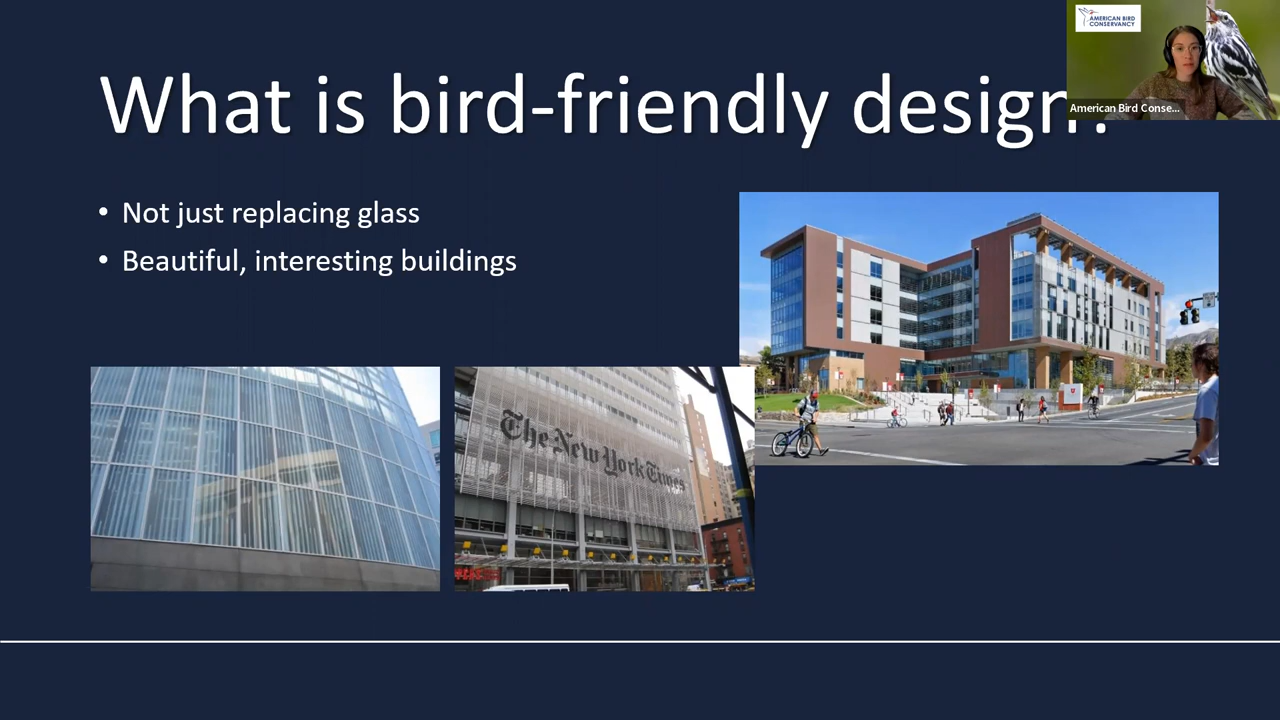 What is bird-friendly design?
AMERICAN BIRD
CONSERVANCY
American Bird Conse...
• Not just replacing glass
• Beautiful, interesting buildings
The New York Times